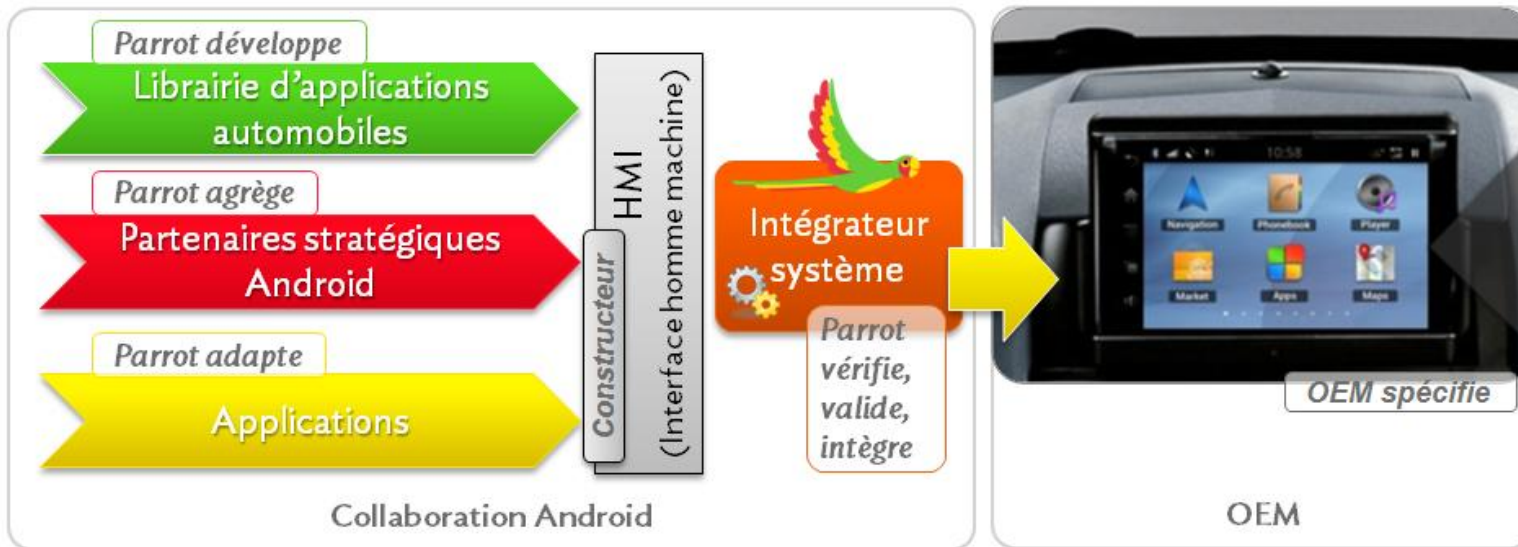 Parrot développe
Librairie d'applications
automobiles
Parrot agrège
Partenaires stratégiques
Android
Parrot adapte
Applications
Constructeur
HMI
(Interface homme machine)
Intégrateur
système
Parrot
vérifie,
valide,
intègre
Collaboration Android
10:58
Navigation
Phonebook
Player
Market
Apps
Maps
OEM spécifie
OEM